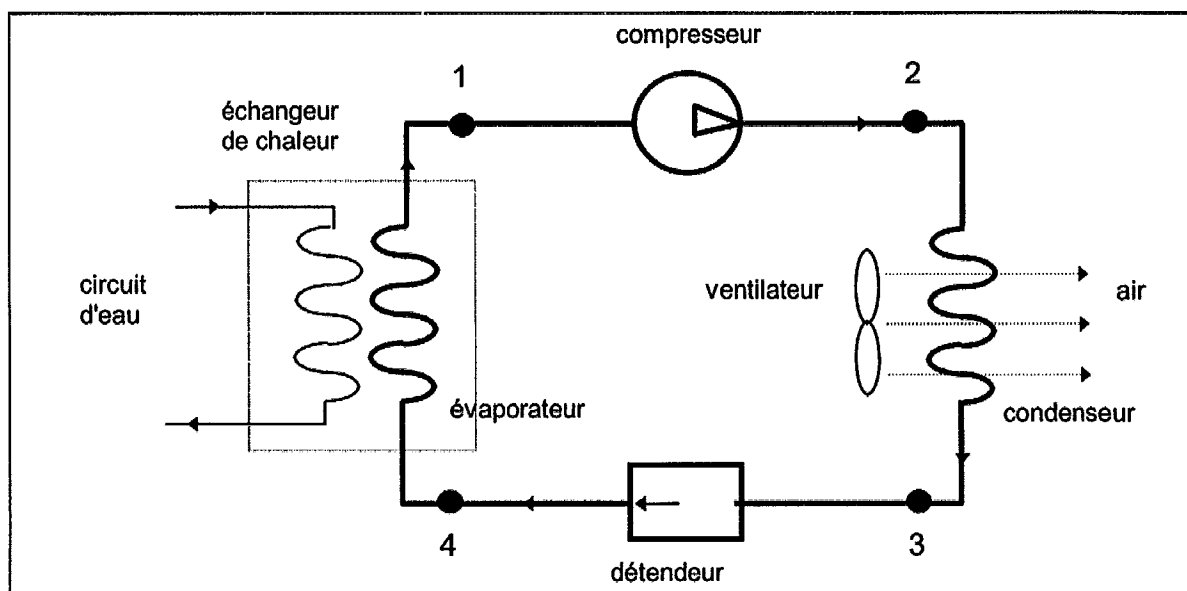 compresseur
1
2
échangeur
de chaleur
circuit
d'eau
ventilateur
air
évaporateur
condenseur
4
3
détendeur